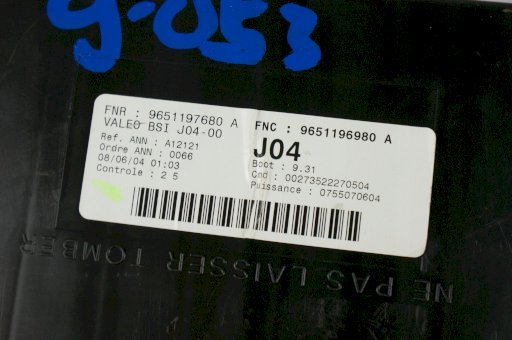 9-053
FNR : 9651197680 A
VALEO BSI J04-00
FNC : 9651196980 A
Ref. ANN : A12121
Ordre ANN : 0066
08/06/04 01:03
Controle : 2 5
J04
Boot : 9.31
Cmd : 00273522270504
Puissance : 0755070604
NE PAS LAISSER TOMBER